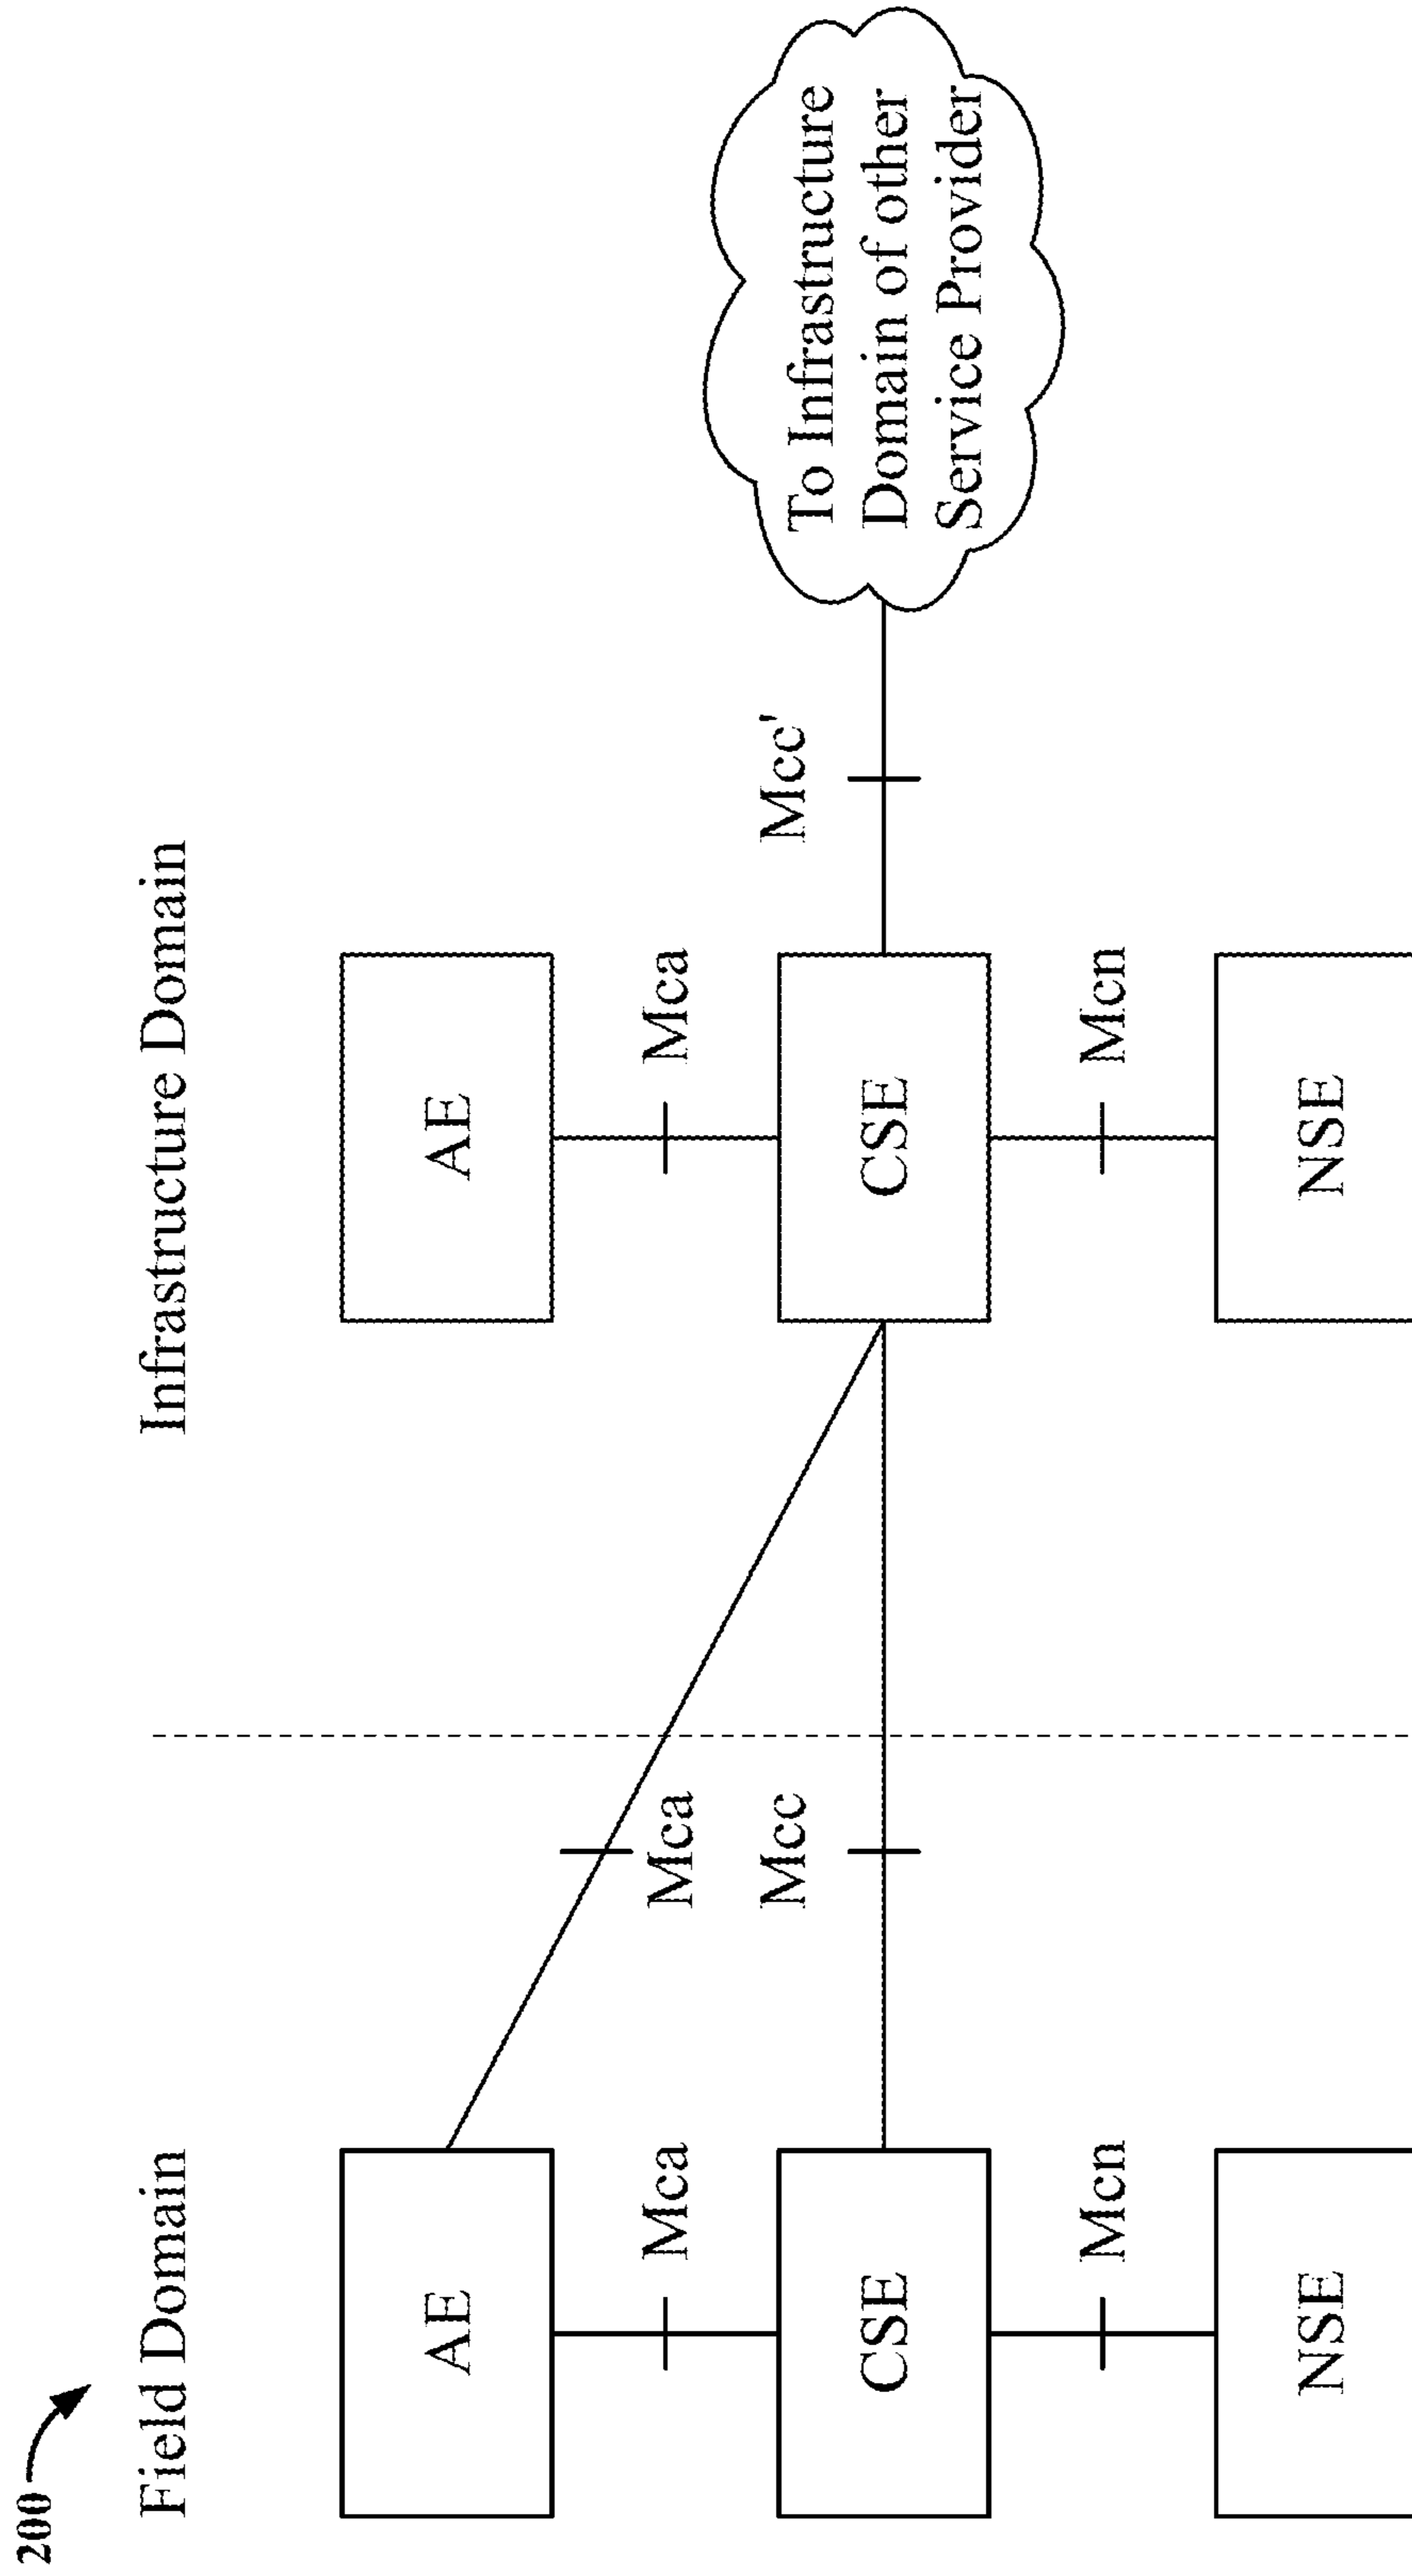 200
Field Domain
Infrastructure Domain
AE
AE
Mca
Mca
Mca
Mcc
Mcc'
CSE
CSE
To Infrastructure
Domain of other
Service Provider
Mcn
Mcn
NSE
NSE